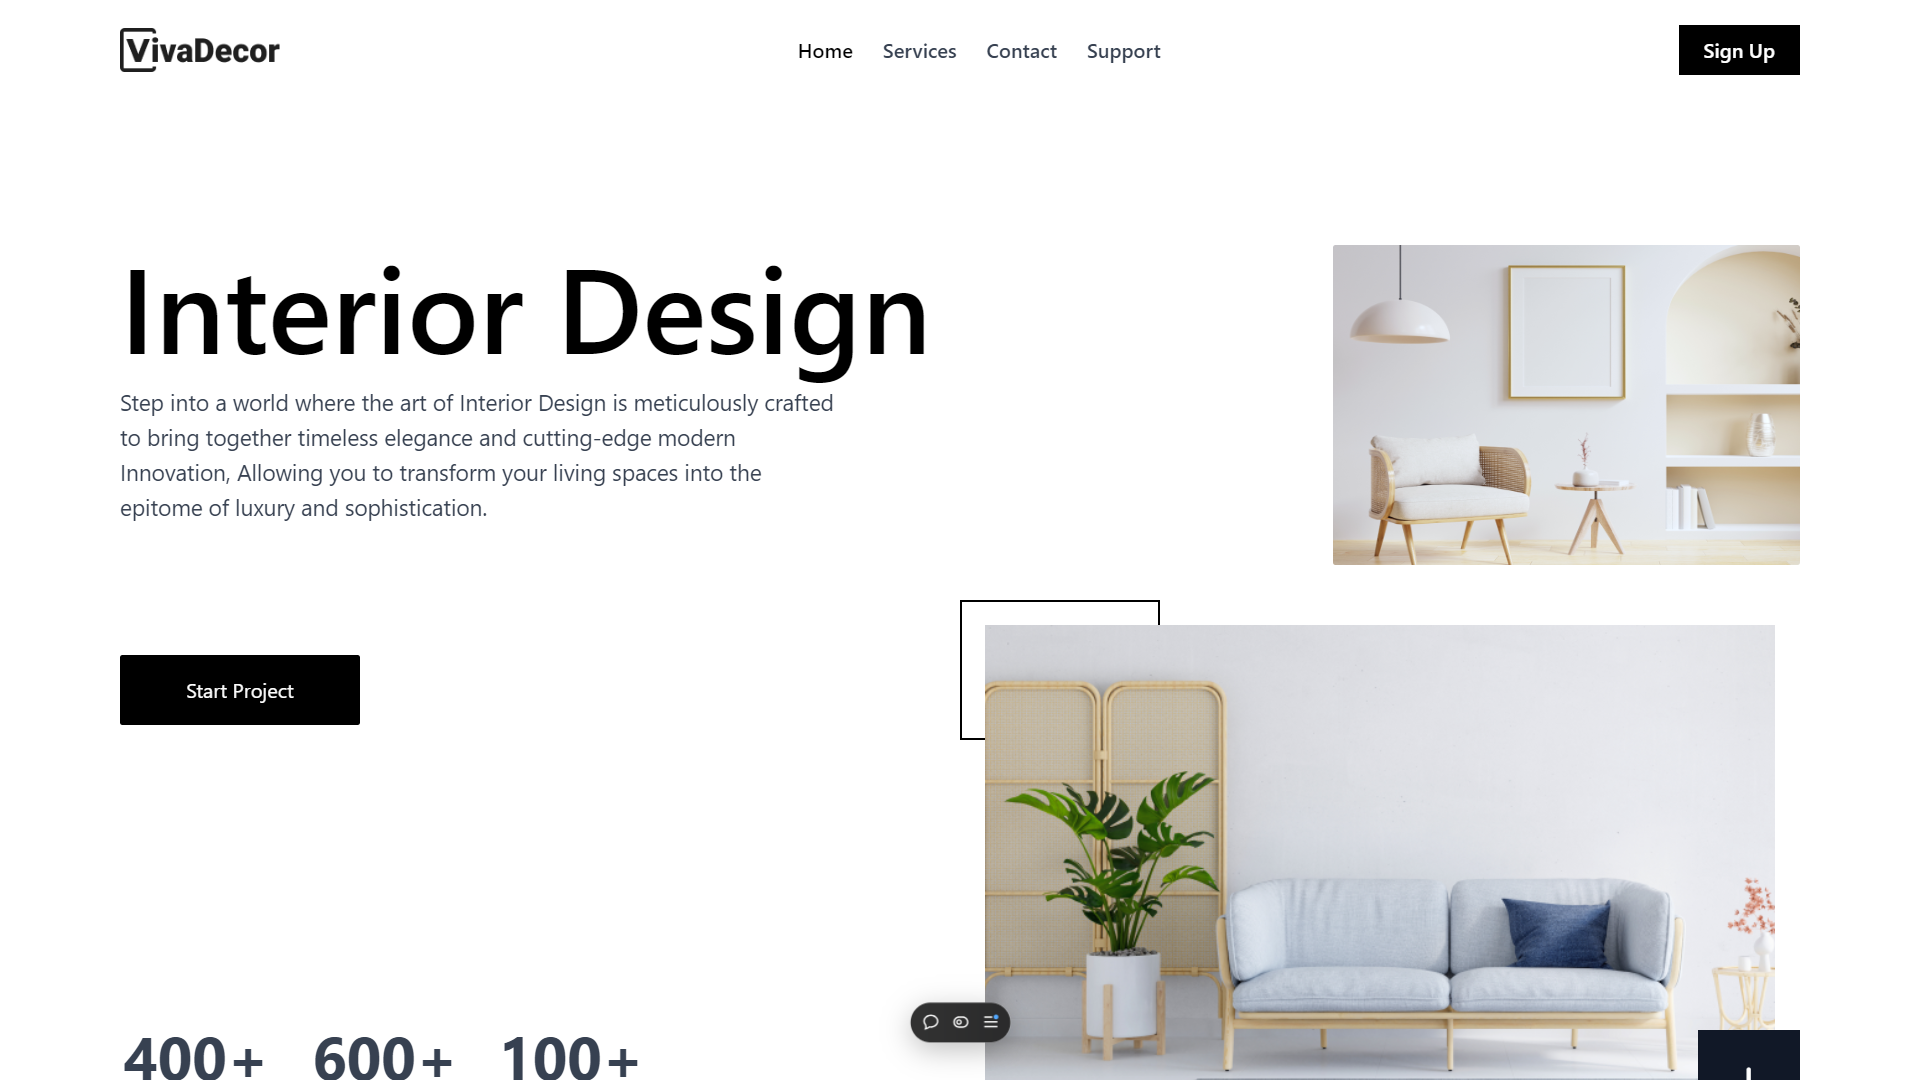 VivaDecor
Home
Services
Contact
Support
Sign Up
Interior Design
Step into a world where the art of Interior Design is meticulously crafted
to bring together timeless elegance and cutting-edge modern
Innovation, Allowing you to transform your living spaces into the
epitome of luxury and sophistication.
Start Project
400+
600+
100+